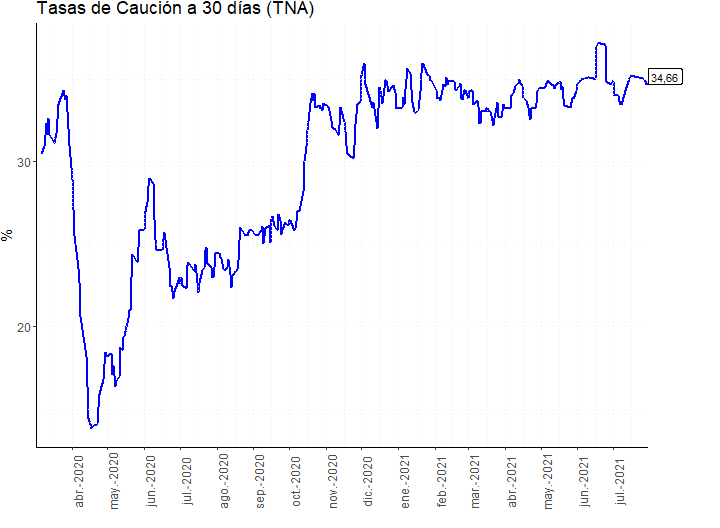 Tasas de Caución a 30 días (TNA)
34,66
30
%
20
abr.-2020
may.-2020
jun.-2020
jul.-2020
ago.-2020
sep.-2020
oct.-2020
nov.-2020
dic.-2020
ene.-2021
feb.-2021
mar.-2021
abr.-2021
may.-2021
jun.-2021
jul.-2021